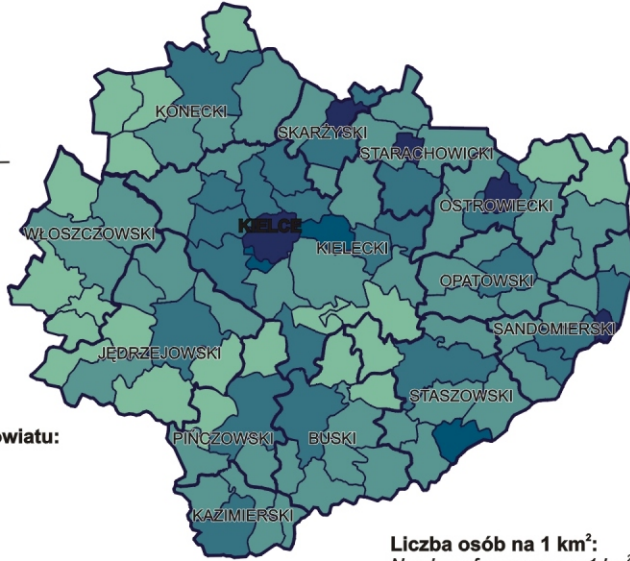 KONECKI
SKARŻYSKI
STARACHOWICKI
OSTROWIECKI
KIELCE
WŁOSZCZOWSKI
KIELECKI
OPATOWSKI
SANDOMIERSKI
JĘDRZEJOWSKI
STASZOWSKI
owiatu:
PIŃCZOWSKI
BUSKI
KAZIMIERSKI
Liczba osób na 1 km²: